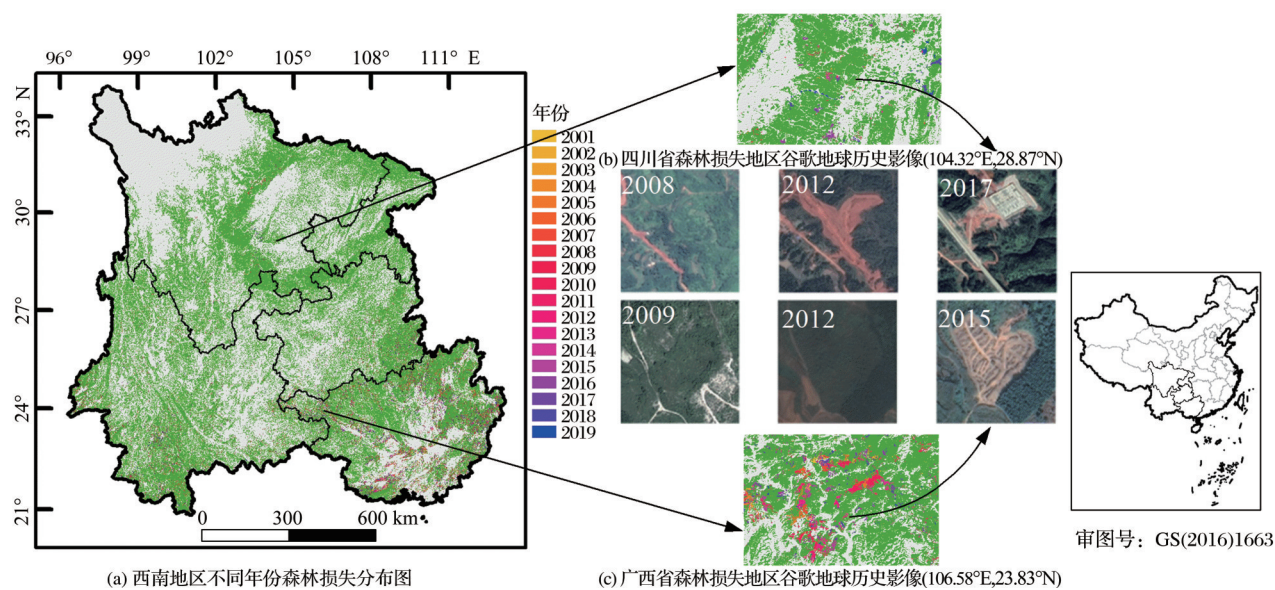 96° 99° 102° 105° 108° 111° E
N
33°
30°
27°
24°
21°
0 300 600 km
(a) 西南地区不同年份森林损失分布图
年份
2001
2002
2003
2004
2005
2006
2007
2008
2009
2010
2011
2012
2013
2014
2015
2016
2017
2018
2019
(b) 四川省森林损失地区谷歌地球历史影像(104.32°E,28.87°N)
2008 2012 2017
2009 2012 2015
(c) 广西省森林损失地区谷歌地球历史影像(106.58°E,23.83°N)
审图号：GS(2016)1663